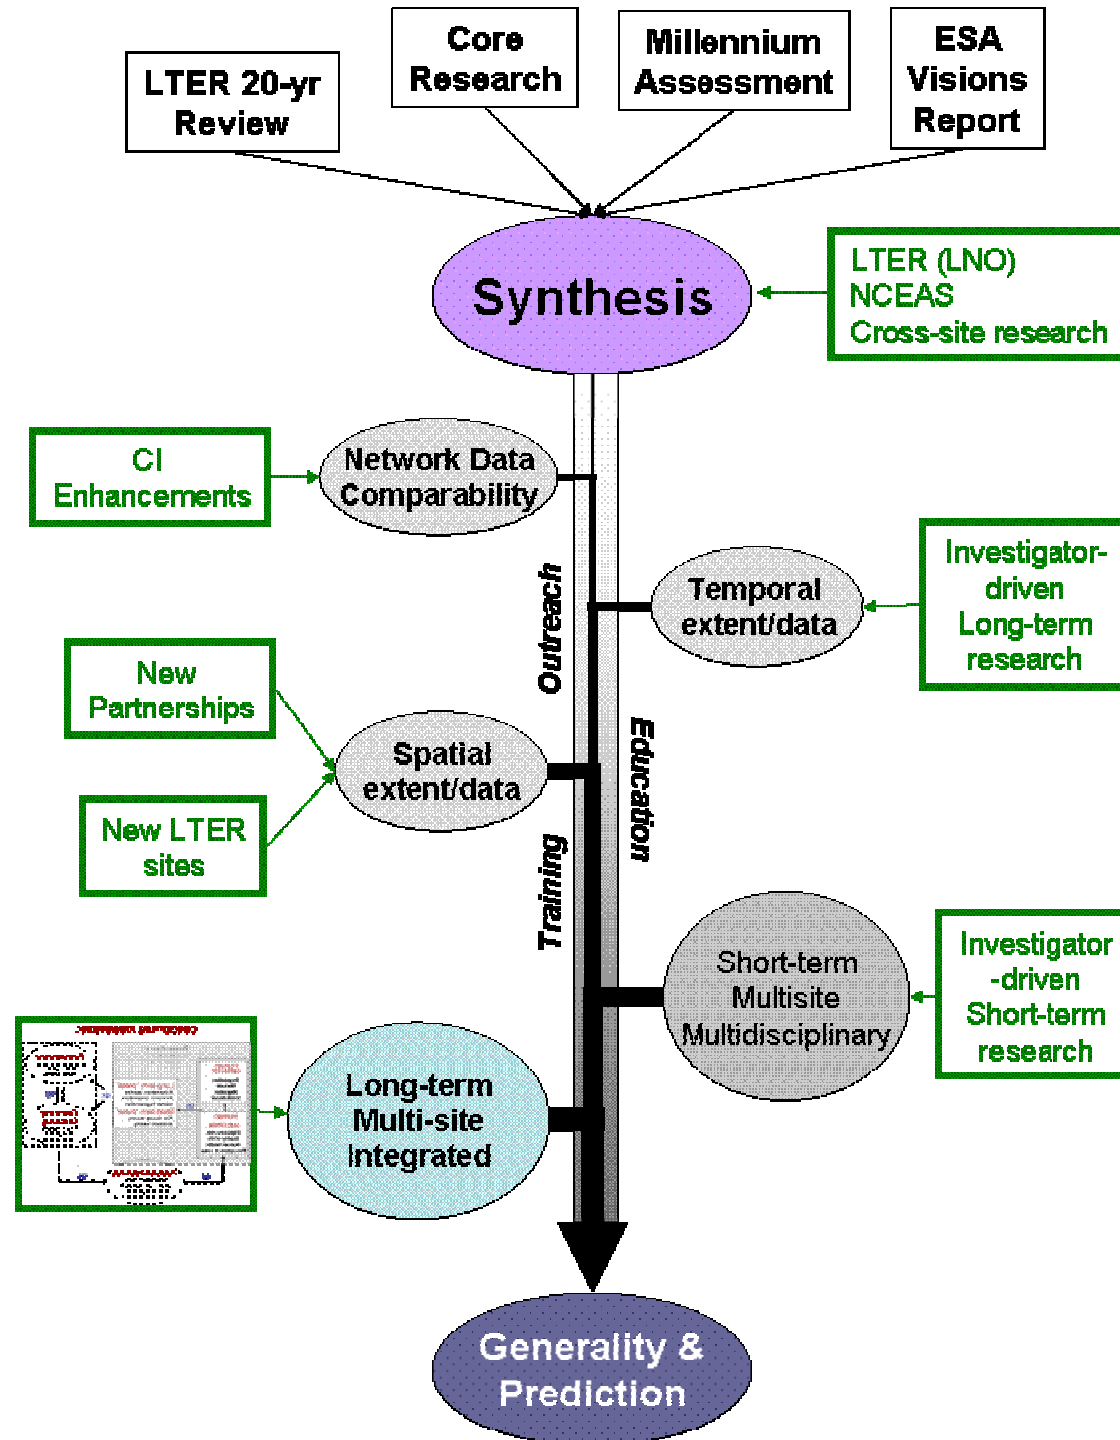 LTER 20-yr
Review
Core
Research
Millennium
Assessment
ESA
Visions
Report
Synthesis
LTER (LNO)
NCEAS
Cross-site research
CI
Enhancements
Network Data
Comparability
Temporal
extent/data
Investigator-
driven
Long-term
research
Outreach
New
Partnerships
Spatial
extent/data
Education
New LTER
sites
Training
Short-term
Multisite
Multidisciplinary
Investigator
-driven
Short-term
research
Long-term
Multi-site
Integrated
Generality &
Prediction